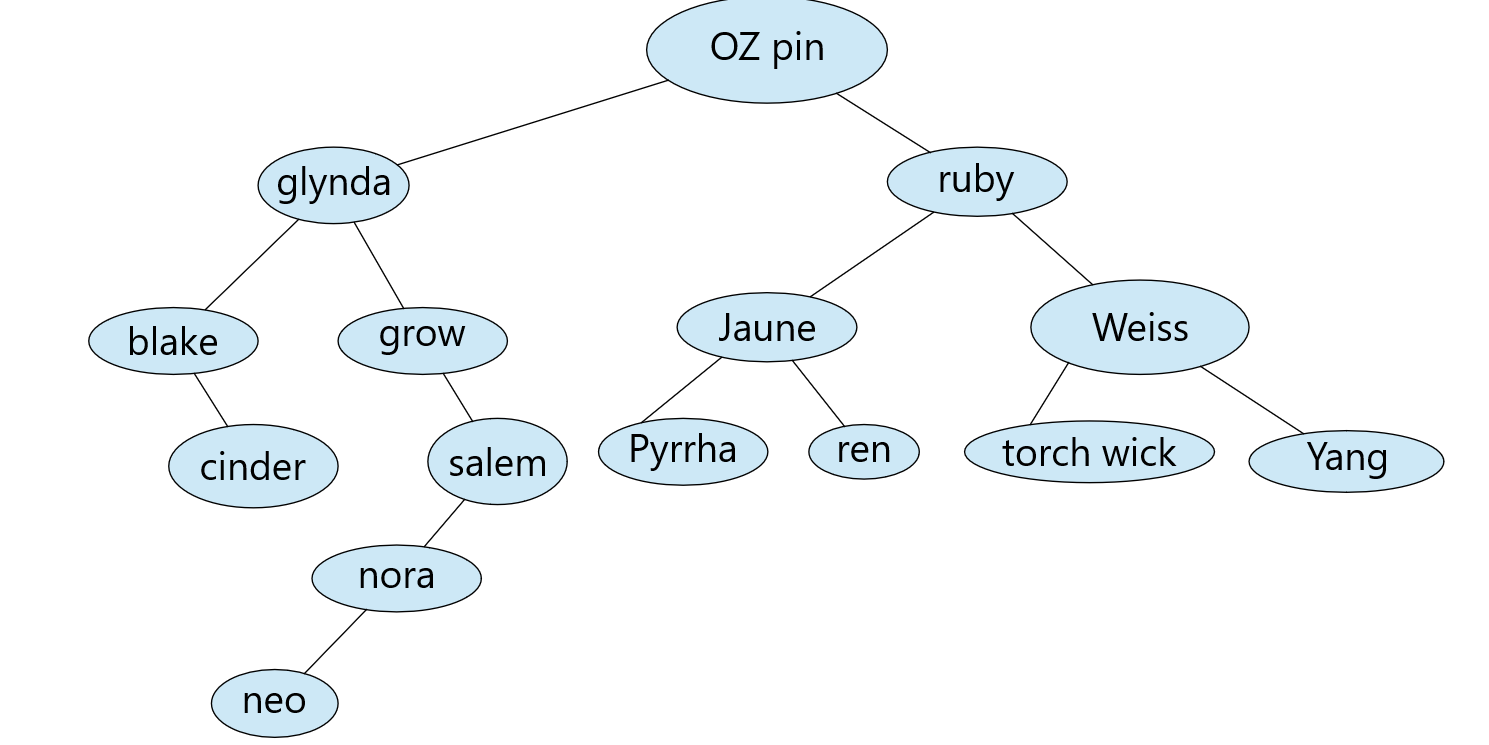 OZ pin
glynda
ruby
blake
grow
Jaune
Weiss
cinder
salem
Pyrrha
ren
torch wick
Yang
nora
neo